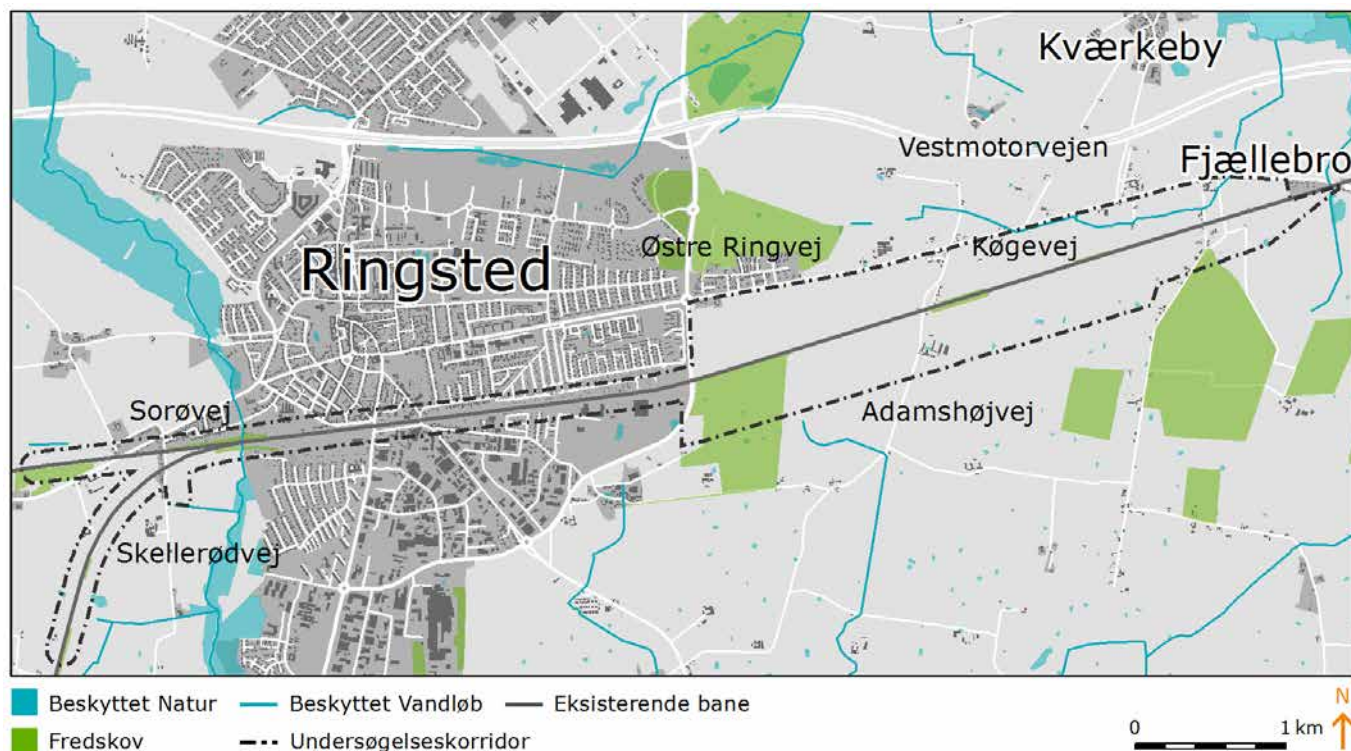 Kværkeby
Vestmotorvejen
Fjællebro
Ringsted
Østre Ringvej
Køgevej
Sorøvej
Adamshøjvej
Skellerødvej
Beskyttet Natur
Beskyttet Vandløb
Eksisterende bane
Fredskov
Undersøgelseskorridor
0 1 km
N